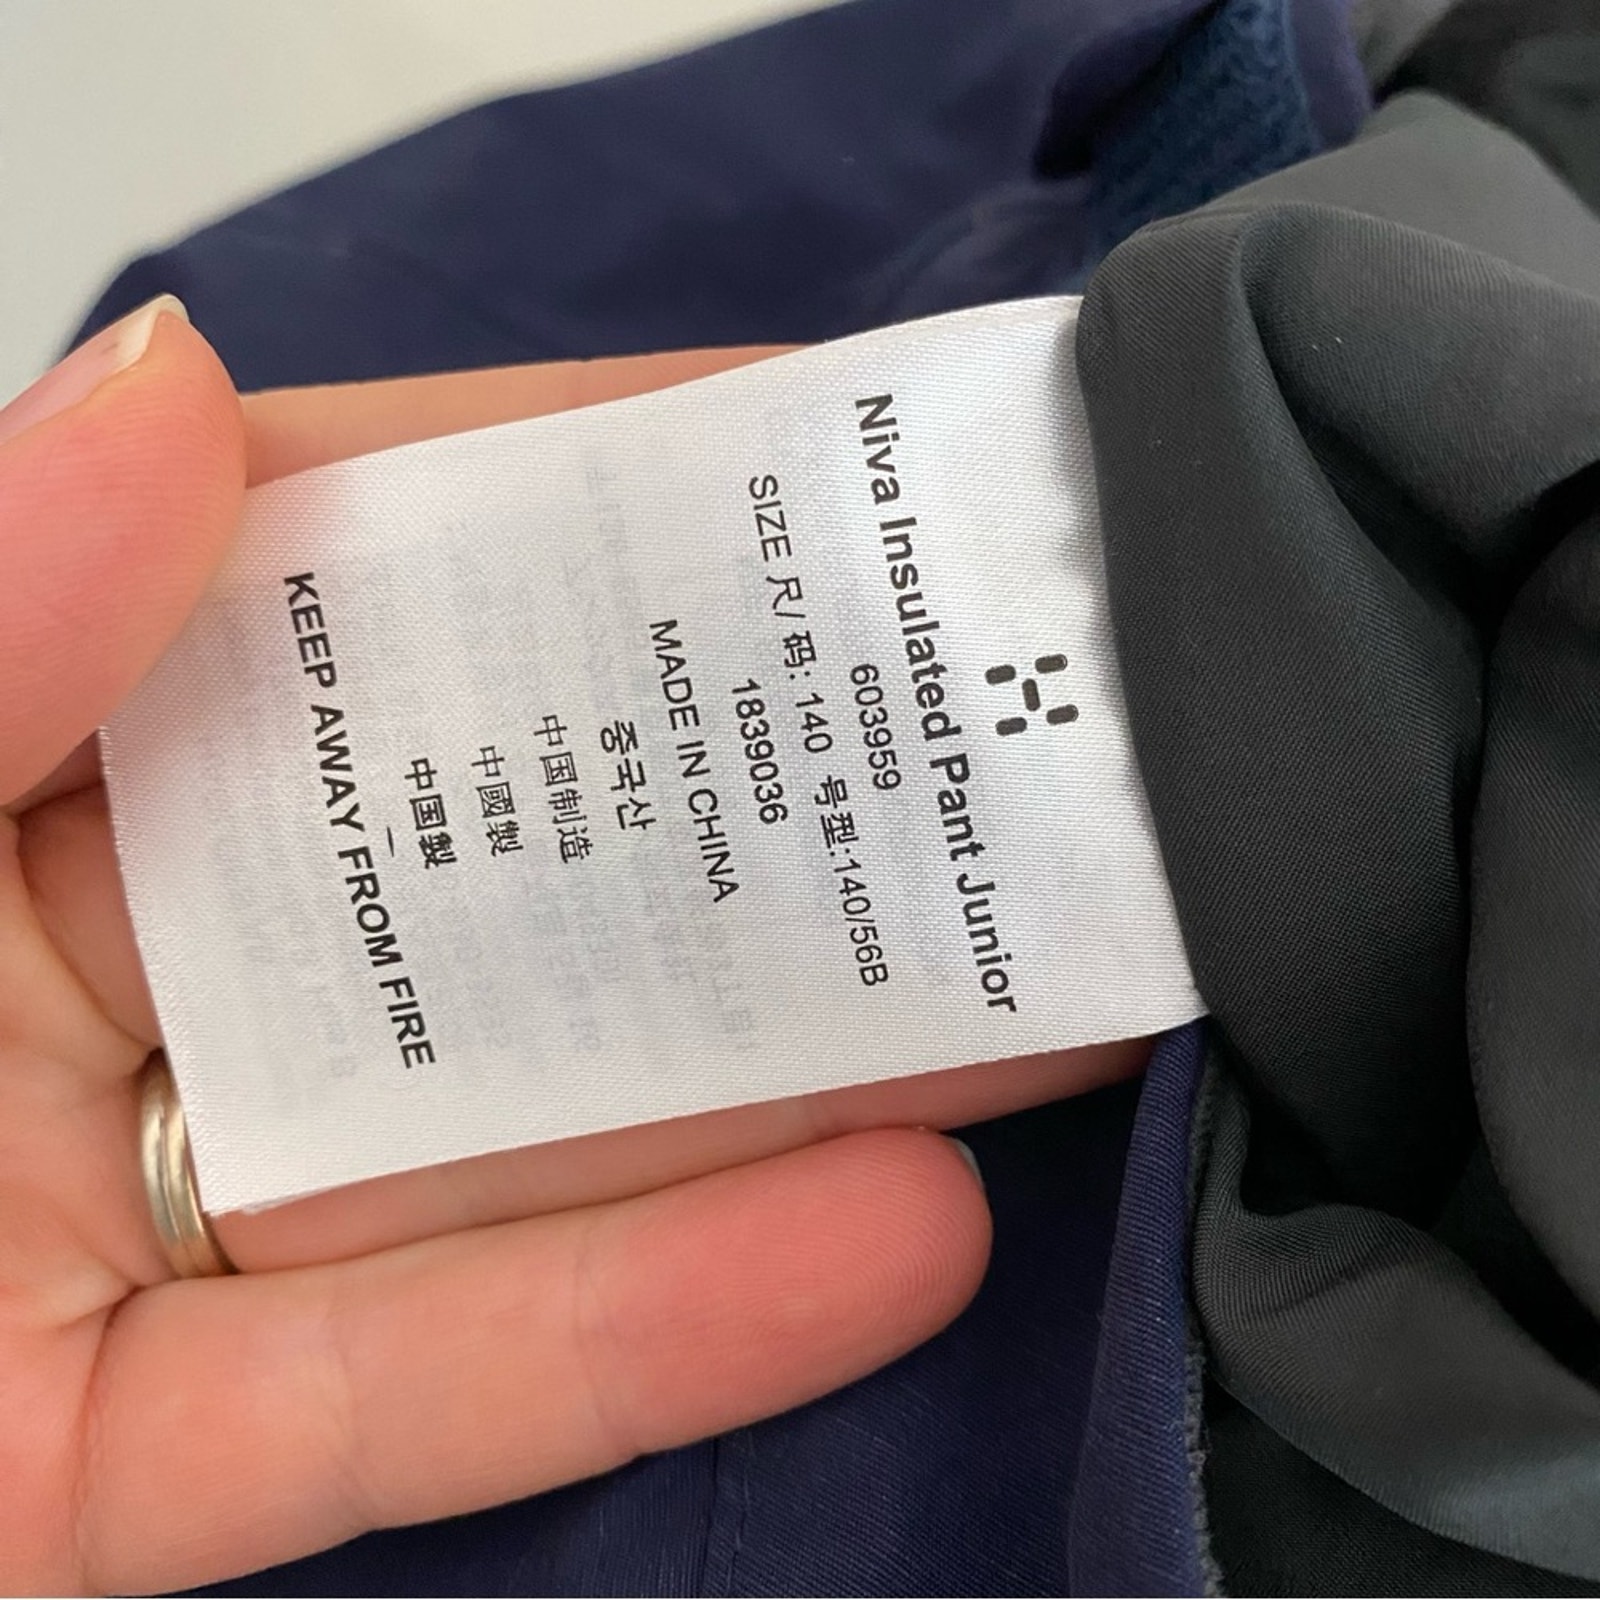 Niva Insulated Pant Junior
603959
SIZE 尺/ 码: 140 号型:140/56B
1839036
MADE IN CHINA
중국산
中国制造
中國製
中国製
KEEP AWAY FROM FIRE